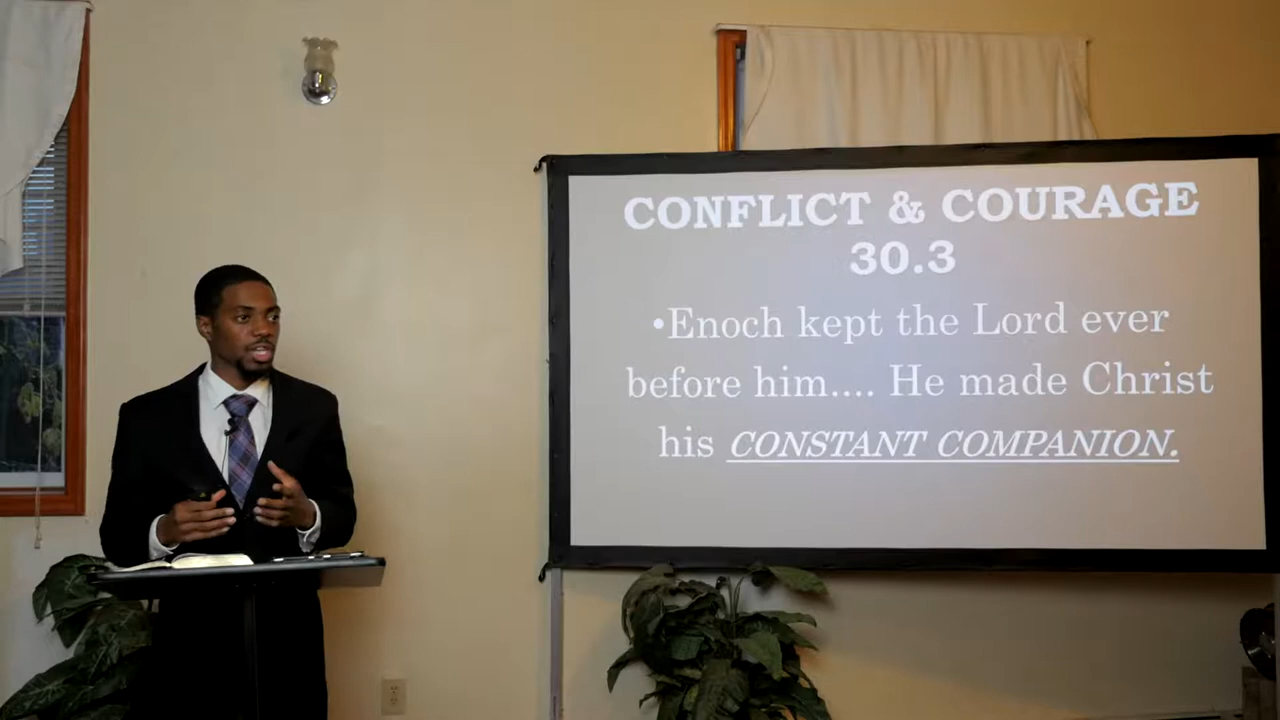 CONFLICT & COURAGE
30.3
•Enoch kept the Lord ever
before him.... He made Christ
his CONSTANT COMPANION.